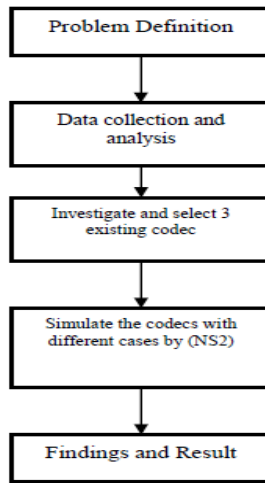 Problem Definition
Data collection and
analysis
Investigate and select 3
existing codec
Simulate the codecs with
different cases by (NS2)
Findings and Result